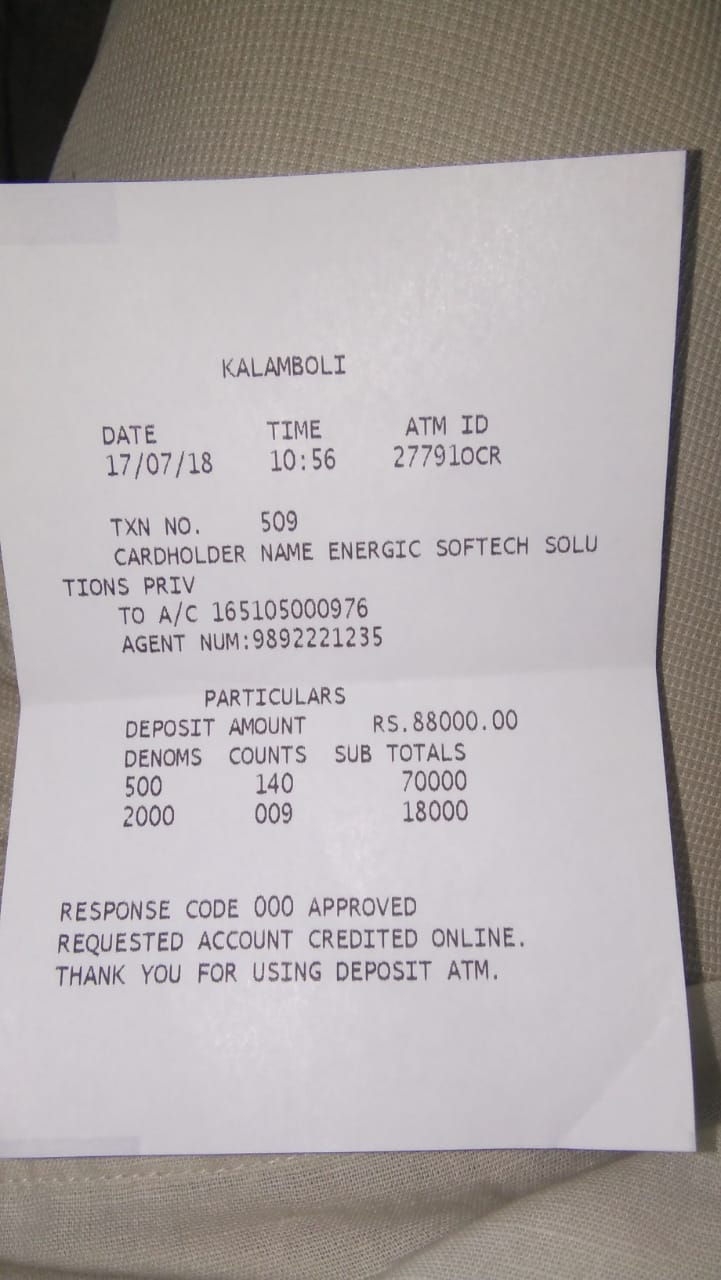 KALAMBOLI
DATE TIME ATM ID
17/07/18 10:56 277910CR
TXN NO. 509
CARDHOLDER NAME ENERGIC SOFTECH SOLU
TIONS PRIV
TO A/C 165105000976
AGENT NUM:9892221235
PARTICULARS
DEPOSIT AMOUNT RS.88000.00
DENOMS COUNTS SUB TOTALS
500 140 70000
2000 009 18000
RESPONSE CODE 000 APPROVED
REQUESTED ACCOUNT CREDITED ONLINE.
THANK YOU FOR USING DEPOSIT ATM.